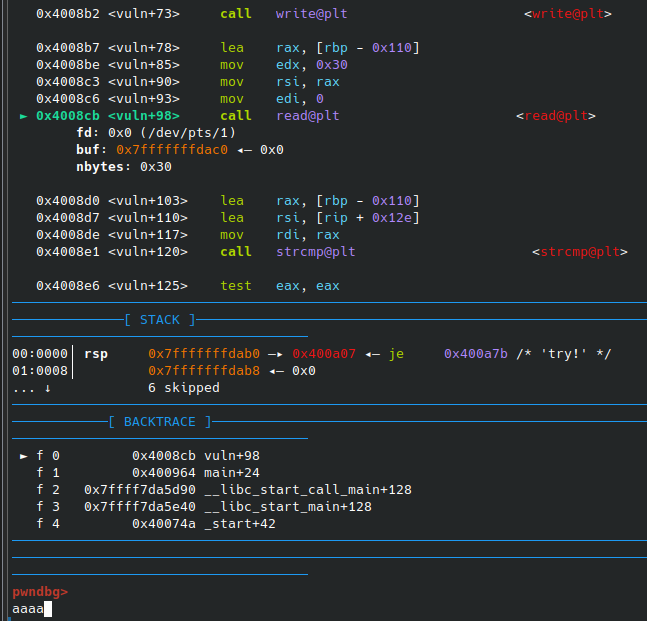 0x4008b2 <vuln+73> call write@plt <write@plt>
0x4008b7 <vuln+78> lea rax, [rbp - 0x110]
0x4008be <vuln+85> mov edx, 0x30
0x4008c3 <vuln+90> mov rsi, rax
0x4008c6 <vuln+93> mov edi, 0
► 0x4008cb <vuln+98> call read@plt <read@plt>
fd: 0x0 (/dev/pts/1)
buf: 0x7fffffffdac0 ◂— 0x0
nbytes: 0x30
0x4008d0 <vuln+103> lea rax, [rbp - 0x110]
0x4008d7 <vuln+110> lea rsi, [rip + 0x12e]
0x4008de <vuln+117> mov rdi, rax
0x4008e1 <vuln+120> call strcmp@plt <strcmp@plt>
0x4008e6 <vuln+125> test eax, eax
[ STACK ]
00:0000│ rsp 0x7fffffffdab0 —▸ 0x400a07 ◂— je 0x400a7b /* 'try!' */
01:0008│ 0x7fffffffdab8 ◂— 0x0
... ↓ 6 skipped
[ BACKTRACE ]
► f 0 0x4008cb vuln+98
f 1 0x400964 main+24
f 2 0x7ffff7da5d90 __libc_start_call_main+128
f 3 0x7ffff7da5e40 __libc_start_main+128
f 4 0x40074a _start+42
pwndbg>
aaaa